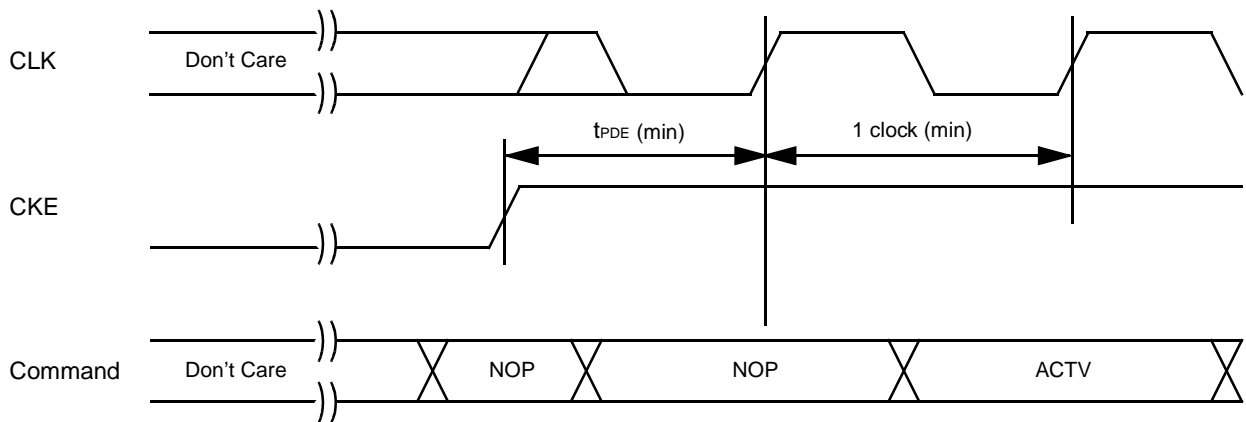 CLK
Don't Care
tPDE (min)
1 clock (min)
CKE
Command
Don't Care
NOP
NOP
ACTV